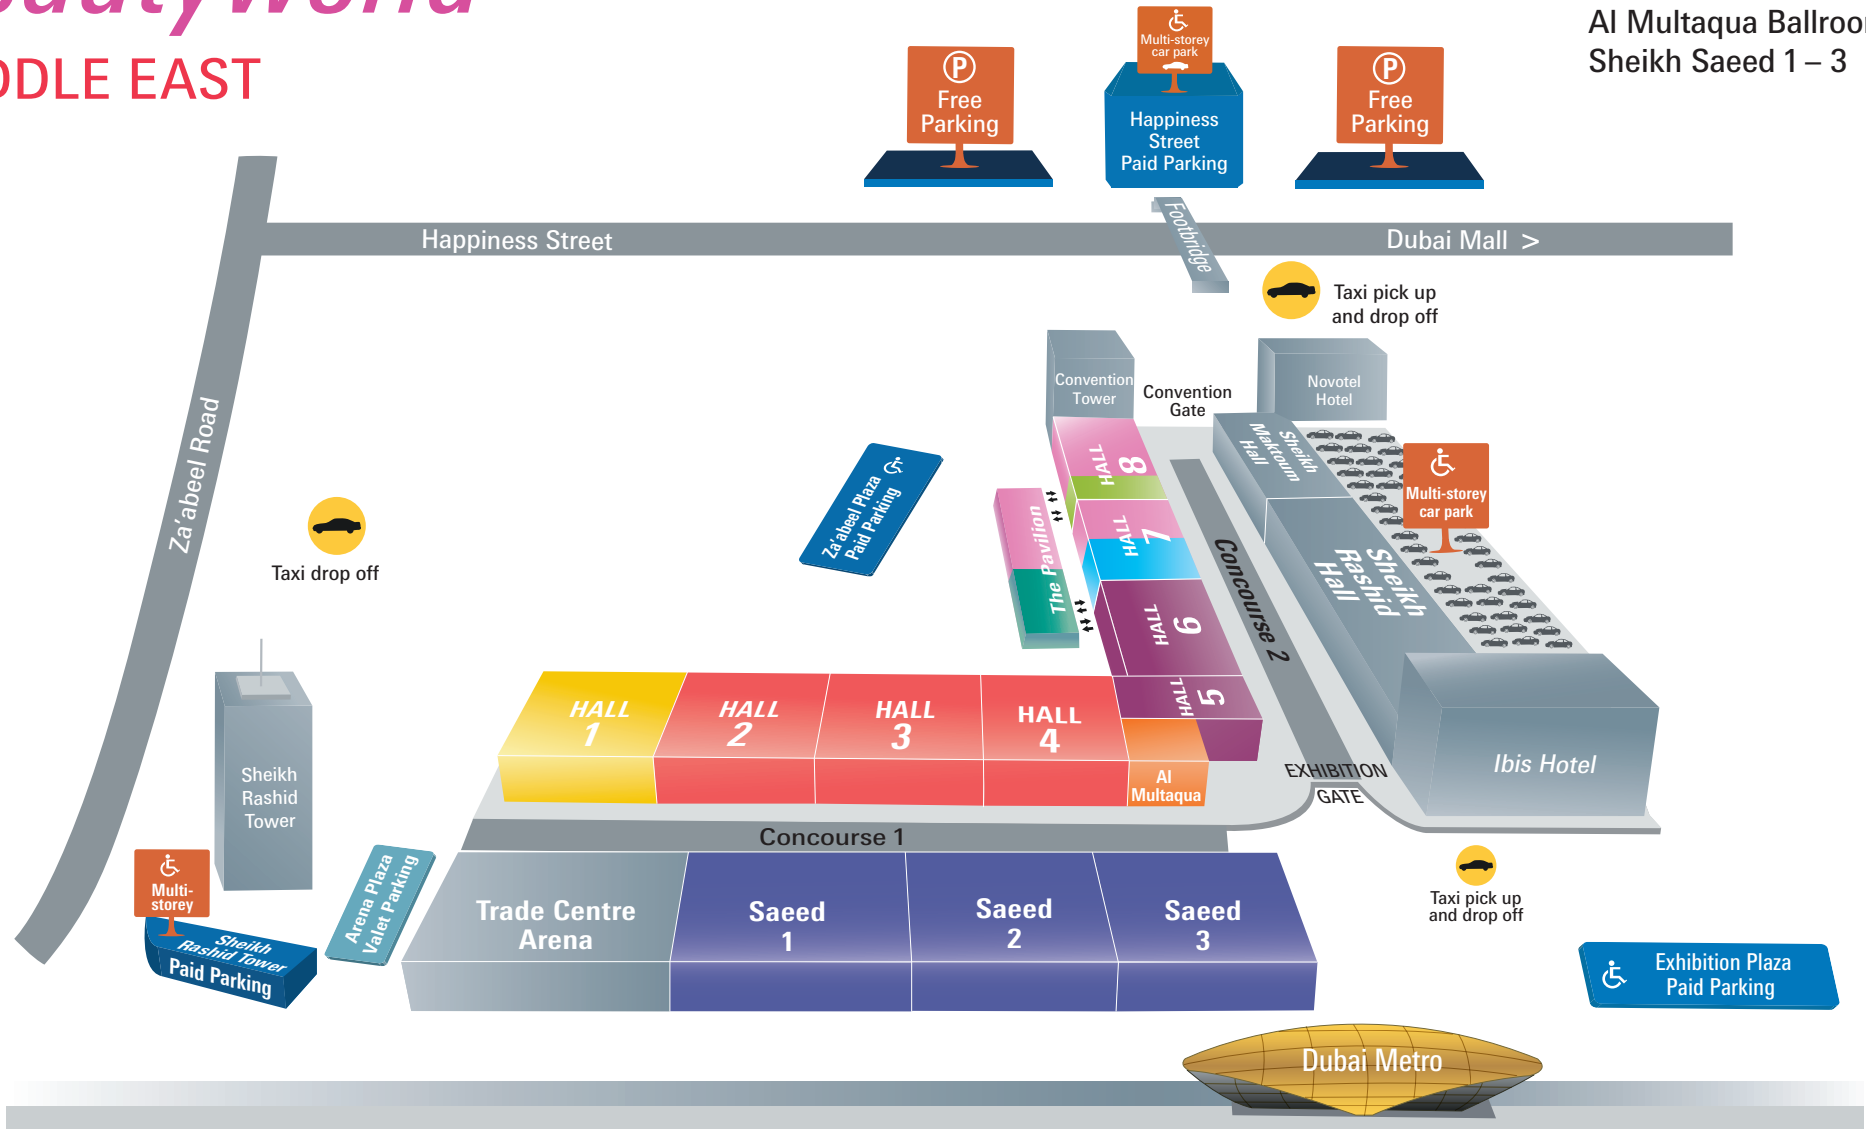 DDLE EAST
Al Multaqua Ballroo
Sheikh Saeed 1 – 3
P
Free
Parking
Multi-storey
car park
Happiness
Street
Paid Parking
P
Free
Parking
Happiness Street
Footbridge
Dubai Mall >
Taxi pick up
and drop off
Za'abeel Road
Convention
Tower
Convention
Gate
Novotel
Hotel
Sheikh
Maktoum
Hall
Multi-storey
car park
Za'abeel Plaza
Paid Parking
HALL
8
HALL
7
The Pavilion
HALL
6
HALL
5
Concourse 2
Sheikh
Rashid
Hall
Taxi drop off
HALL
1
HALL
2
HALL
3
HALL
4
Al
Multaqua
EXHIBITION
GATE
Ibis Hotel
Sheikh
Rashid
Tower
Concourse 1
Multi-
storey
Sheikh
Rashid Tower
Paid Parking
Arena Plaza
Valet Parking
Trade Centre
Arena
Saeed
1
Saeed
2
Saeed
3
Taxi pick up
and drop off
Exhibition Plaza
Paid Parking
Dubai Metro